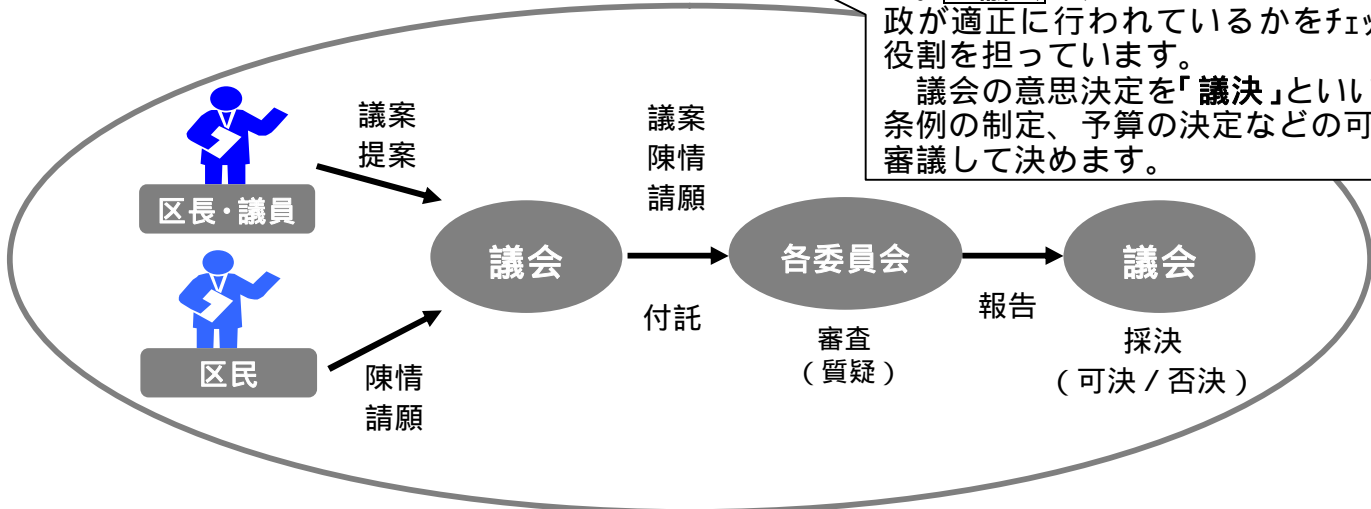 政が適正に行われているかをﾁｪｯ
役割を担っています。
議会の意思決定を「議決」といい
条例の制定、予算の決定などの可
審議して決めます。
議案
提案
区長・議員
区民
陳情
請願
議会
議案
陳情
請願
付託
各委員会
審査
(質疑)
報告
議会
採決
(可決/否決)